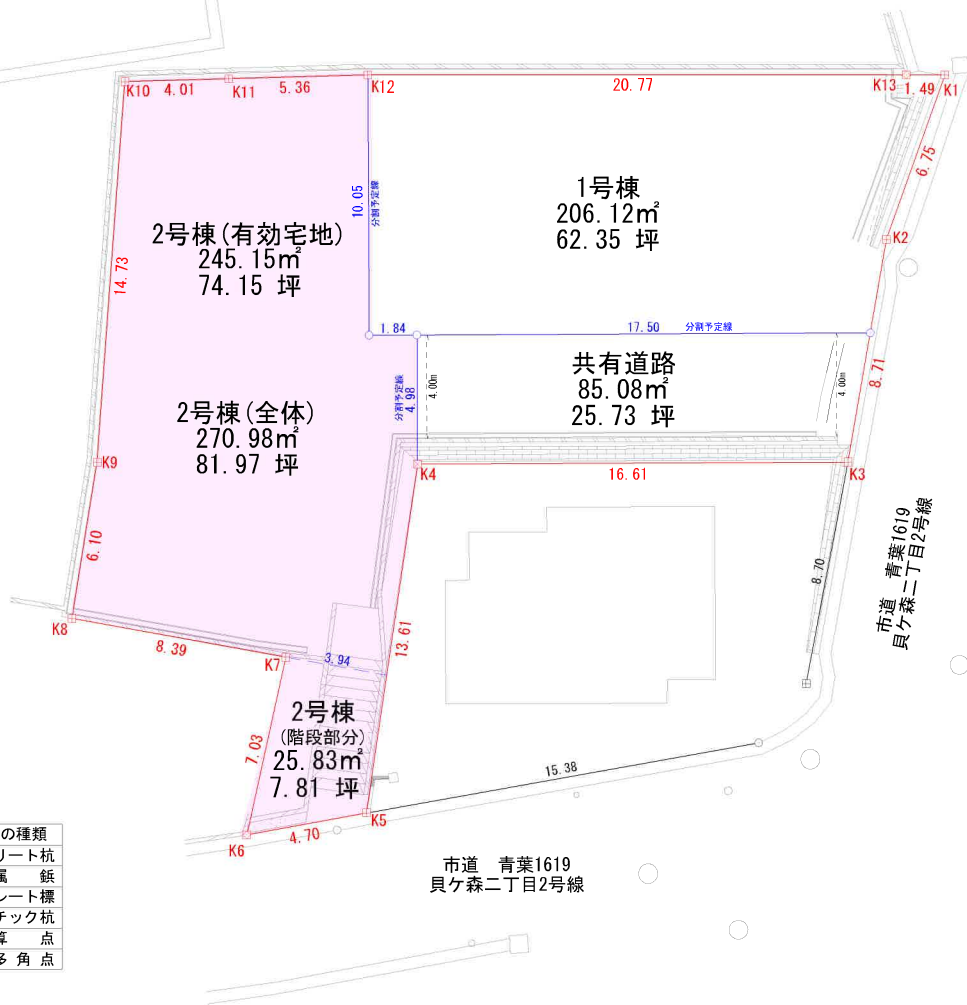 K10
4.01
K11
5.36
K12
20.77
K13
1.49
K1
6.75
K2
10.05
分割予定線
1号棟
206.12㎡
62.35 坪
2号棟(有効宅地)
245.15㎡
74.15 坪
14.73
1.84
17.50
分割予定線
8.71
分割予定線
4.98
4.00m
共有道路
85.08㎡
25.73 坪
4.00m
2号棟(全体)
270.98㎡
81.97 坪
K9
K4
16.61
K3
6.10
市道 青葉1619
貝ケ森二丁目2号線
8.70
K8
8.39
K7
3.94
13.61
2号棟
(階段部分)
25.83㎡
7.81 坪
7.03
15.38
K5
4.70
K6
市道 青葉1619
貝ケ森二丁目2号線
の種類
リート杭
属 鋲
レート標
チック杭
算 点
多 角 点